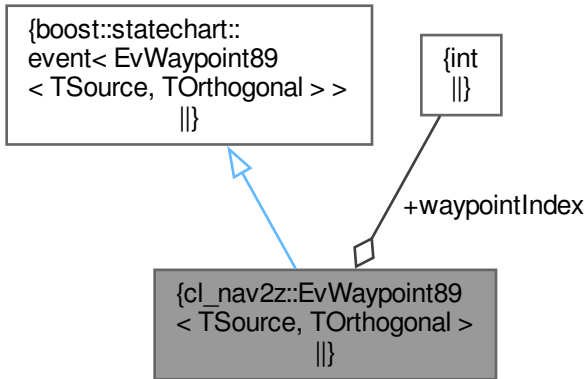 {boost::statechart::
event< EvWaypoint89
< TSource, TOrthogonal > >
||}
{int
||}
+waypointIndex
{cl_nav2z::EvWaypoint89
< TSource, TOrthogonal >
||}